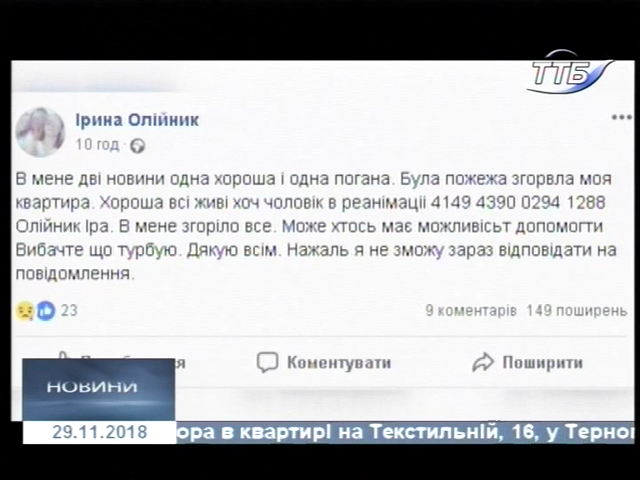 ТТБ
Ірина Олійник
10 год
В мене дві новини одна хороша і одна погана. Була пожежа згорвла моя
квартира. Хороша всі живі хоч чоловік в реанімації 4149 4390 0294 1288
Олійник Іра. В мене згоріло все. Може хтось має можливісьт допомогти
Вибачте що турбую. Дякую всім. Нажаль я не зможу зараз відповідати на
повідомлення.
23
9 коментарів 149 поширень
Коментувати
Поширити
НОВИНИ
29.11.2018
ора в квартирі на Текстильній, 16, у Терно